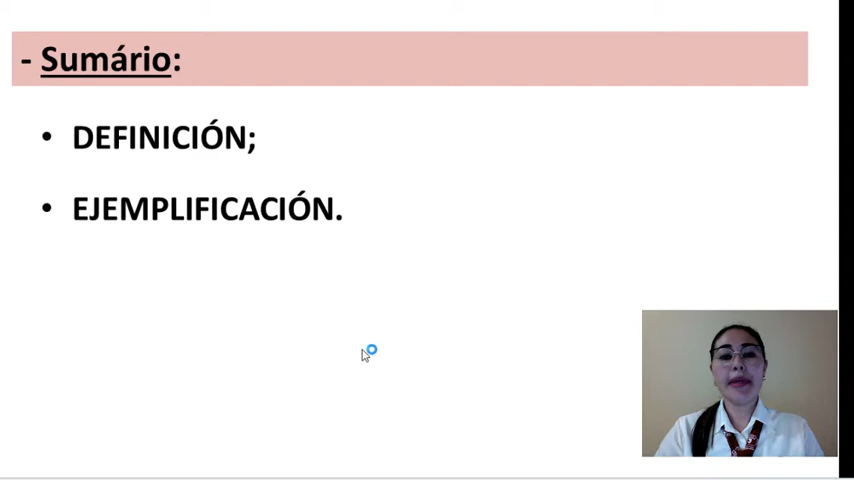 - Sumário:
• DEFINICIÓN;
• EJEMPLIFICACIÓN.